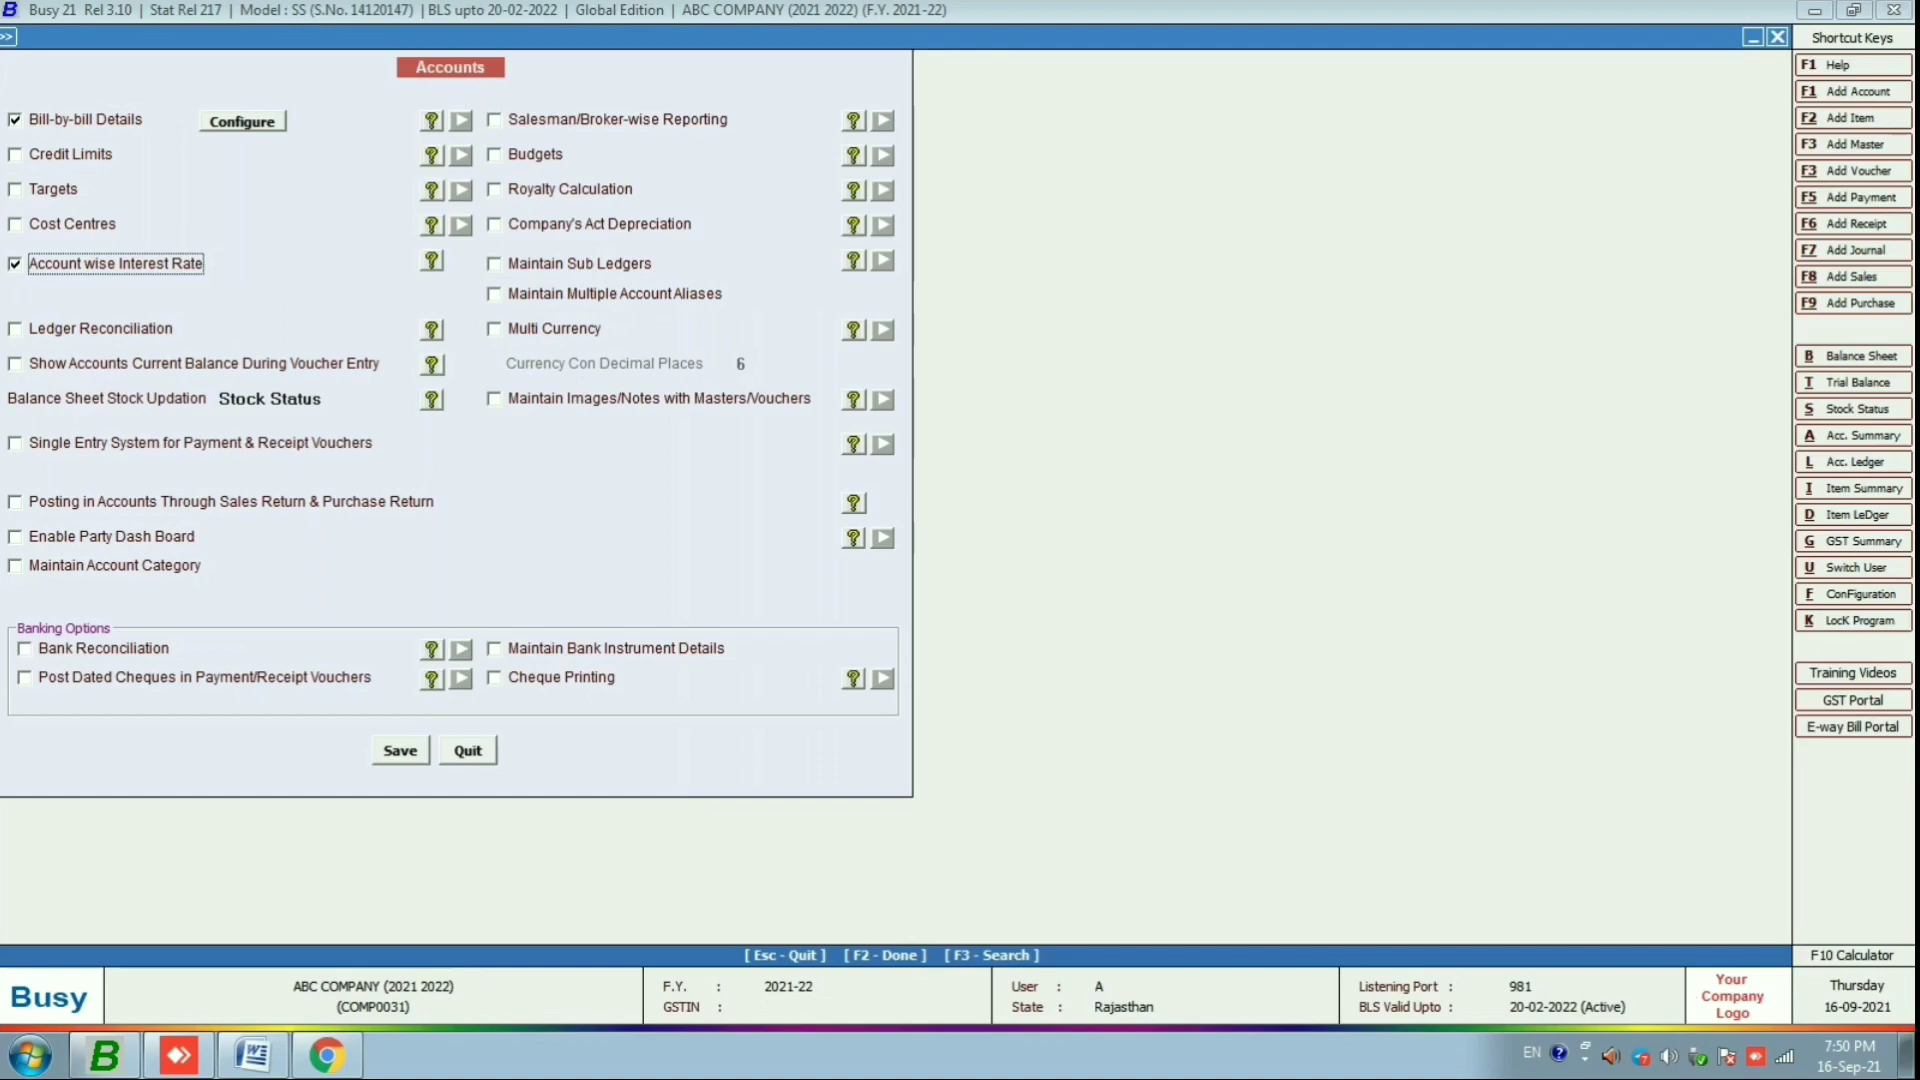 Busy 21 Rel 3.10 | Stat Rel 217 | Model : SS (S.No. 14120147) | BLS upto 20-02-2022 | Global Edition | ABC COMPANY (2021 2022) (F.Y. 2021-22)
>>
Accounts
Bill-by-bill Details Configure ? Salesman/Broker-wise Reporting ?
Credit Limits ? Budgets ?
Targets ? Royalty Calculation ?
Cost Centres ? Company's Act Depreciation ?
Account wise Interest Rate ? Maintain Sub Ledgers ?
Maintain Multiple Account Aliases
Ledger Reconciliation ? Multi Currency ?
Show Accounts Current Balance During Voucher Entry ? Currency Con Decimal Places 6
Balance Sheet Stock Updation Stock Status ? Maintain Images/Notes with Masters/Vouchers ?
Single Entry System for Payment & Receipt Vouchers ?
Posting in Accounts Through Sales Return & Purchase Return ?
Enable Party Dash Board ?
Maintain Account Category
Banking Options
Bank Reconciliation ? Maintain Bank Instrument Details
Post Dated Cheques in Payment/Receipt Vouchers ? Cheque Printing ?
Save Quit
Shortcut Keys
F1 Help
F1 Add Account
F2 Add Item
F3 Add Master
F3 Add Voucher
F5 Add Payment
F6 Add Receipt
F7 Add Journal
F8 Add Sales
F9 Add Purchase
B Balance Sheet
T Trial Balance
S Stock Status
A Acc. Summary
L Acc. Ledger
I Item Summary
D Item LeDger
G GST Summary
U Switch User
F ConFiguration
K LocK Program
Training Videos
GST Portal
E-way Bill Portal
[ Esc - Quit ] [ F2 - Done ] [ F3 - Search ]
F10 Calculator
Busy
ABC COMPANY (2021 2022)
(COMP0031)
F.Y. : 2021-22
GSTIN :
User : A
State : Rajasthan
Listening Port : 981
BLS Valid Upto : 20-02-2022 (Active)
Your
Company
Logo
Thursday
16-09-2021
EN
7:50 PM
16-Sep-21